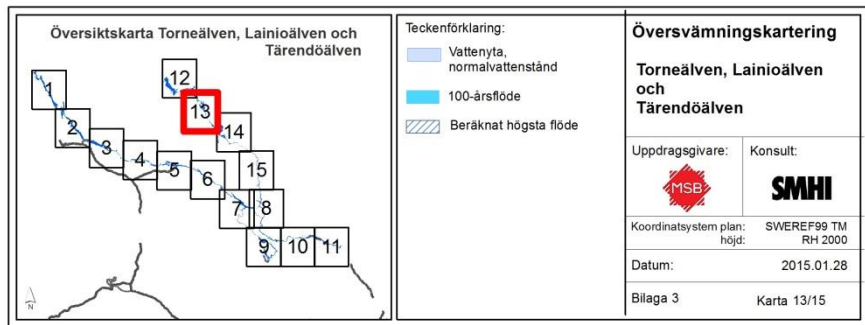 Översiktskarta Torneälven, Lainioälven och
Tärendöälven
1
2
3
4
5
6
7
8
9
10
11
12
13
14
15
N
Teckenförklaring:
Vattenyta,
normalvattenstånd
100-årsflöde
Beräknat högsta flöde
Översvämningskartering
Torneälven, Lainioälven
och
Tärendöälven
Uppdragsgivare:
MSB
Konsult:
SMHI
Koordinatsystem plan: SWEREF99 TM
höjd: RH 2000
Datum: 2015.01.28
Bilaga 3 Karta 13/15